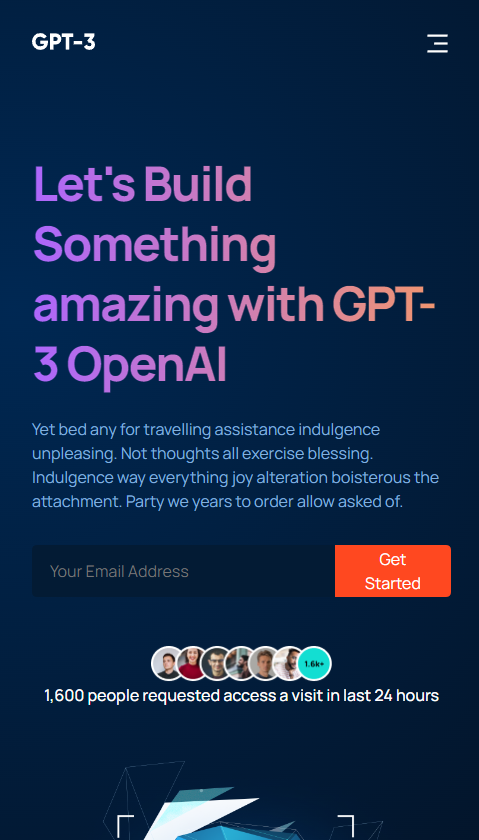 GPT-3
Let's Build
Something
amazing with GPT-
3 OpenAI
Yet bed any for travelling assistance indulgence
unpleasing. Not thoughts all exercise blessing.
Indulgence way everything joy alteration boisterous the
attachment. Party we years to order allow asked of.
Your Email Address
Get
Started
1.6k+
1,600 people requested access a visit in last 24 hours